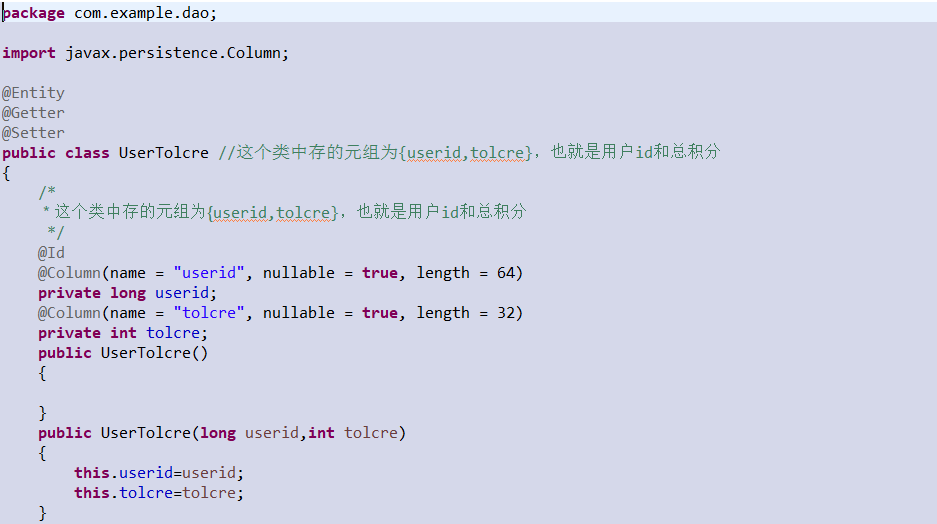 package com.example.dao;
import javax.persistence.Column;
@Entity
@Getter
@Setter
public class UserTolcre //这个类中存的元组为{userid,tolcre}，也就是用户id和总积分
{
/*
* 这个类中存的元组为{userid,tolcre}，也就是用户id和总积分
*/
@Id
@Column(name = "userid", nullable = true, length = 64)
private long userid;
@Column(name = "tolcre", nullable = true, length = 32)
private int tolcre;
public UserTolcre()
{
}
public UserTolcre(long userid,int tolcre)
{
this.userid=userid;
this.tolcre=tolcre;
}